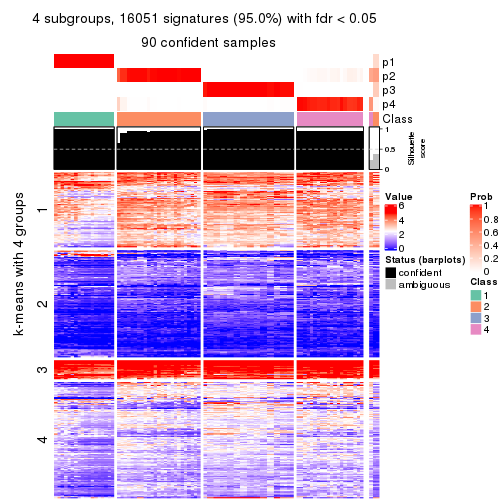 4 subgroups, 16051 signatures (95.0%) with fdr < 0.05
90 confident samples
p1
p2
p3
p4
Class
1
0.5
0
Silhouette
score
k-means with 4 groups
1
2
3
4
Value
6
4
2
0
Status (barplots)
confident
ambiguous
Prob
1
0.8
0.6
0.4
0.2
0
Class
1
2
3
4